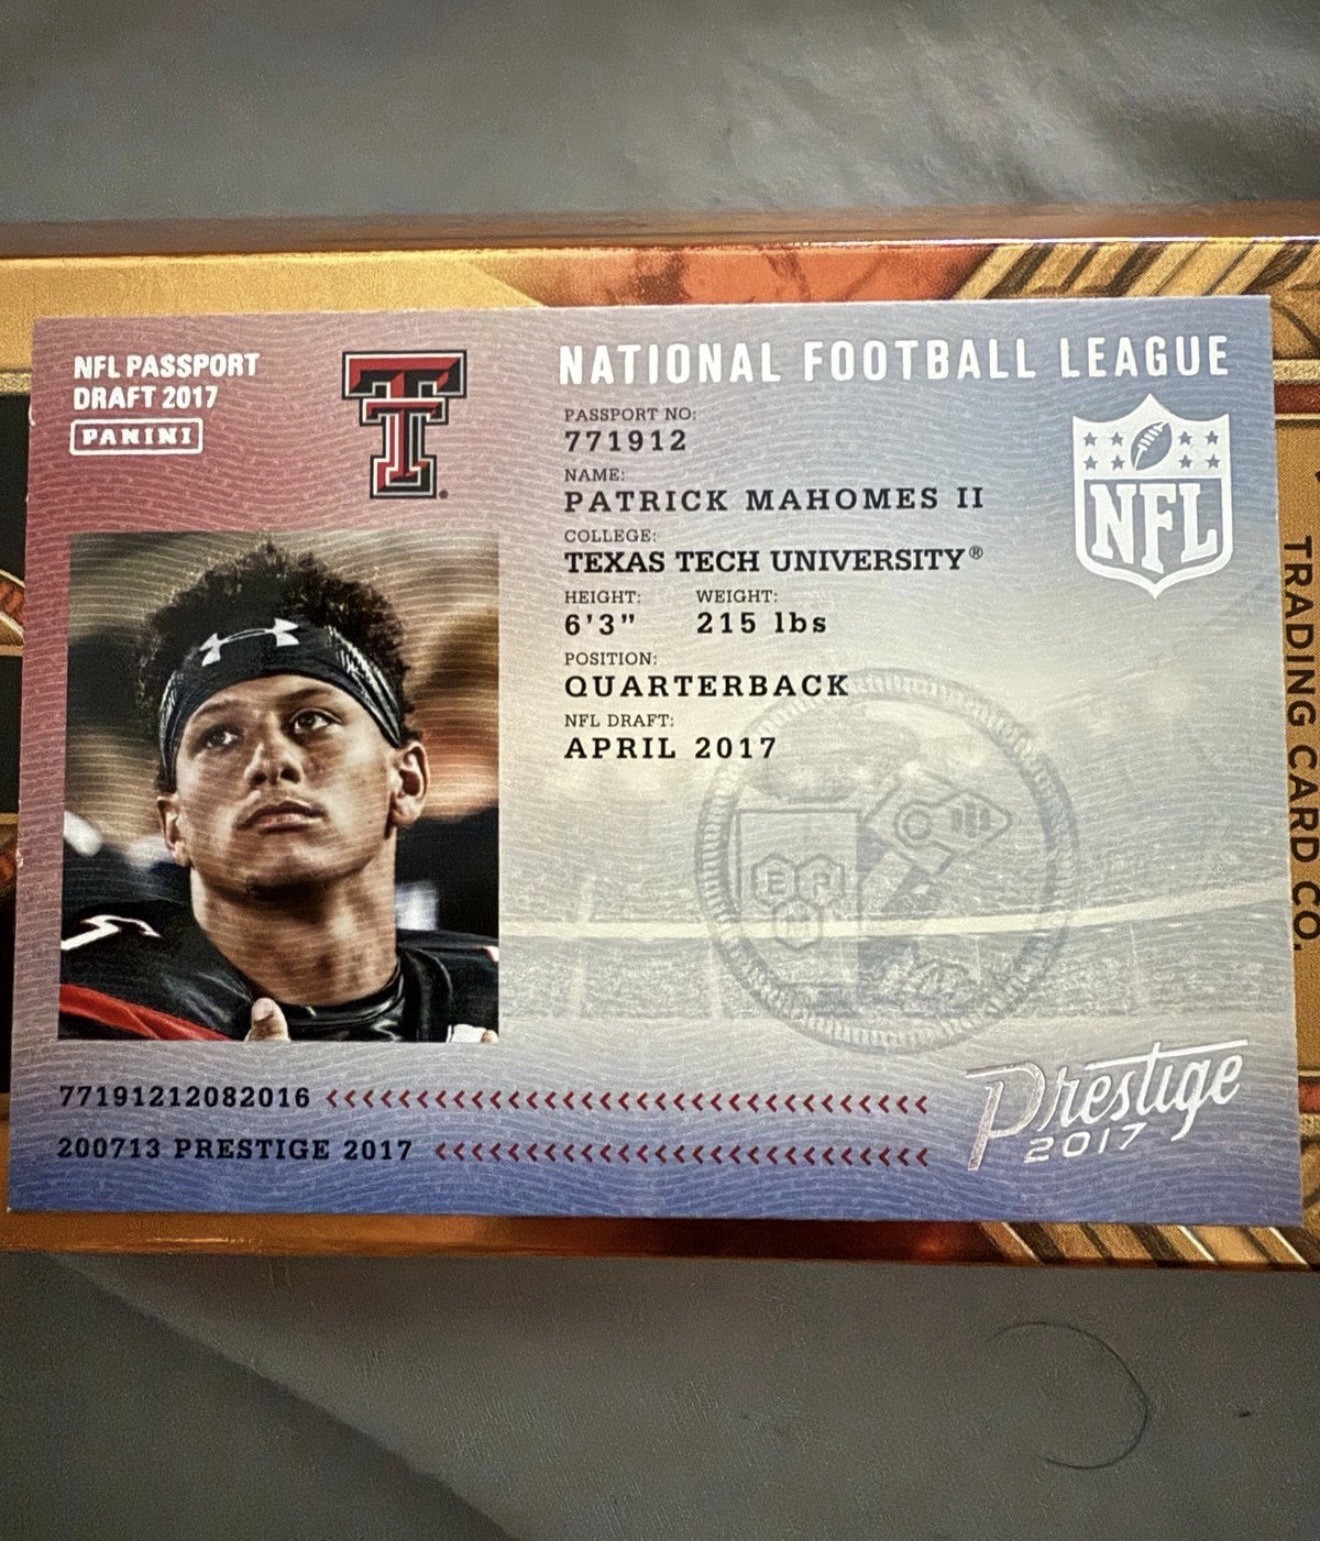 NFL PASSPORT
DRAFT 2017
PANINI
NATIONAL FOOTBALL LEAGUE
PASSPORT NO:
771912
NAME:
PATRICK MAHOMES II
COLLEGE:
TEXAS TECH UNIVERSITY®
HEIGHT: WEIGHT:
6'3" 215 lbs
POSITION:
QUARTERBACK
NFL DRAFT:
APRIL 2017
NFL
E P
M
77191212082016 <<<<<<<<<<<<<<<<<<<<<<<<<<<<<<<<<
200713 PRESTIGE 2017 <<<<<<<<<<<<<<<<<<<<<<<<<<<
Prestige
2017
TRADING CARD CO.